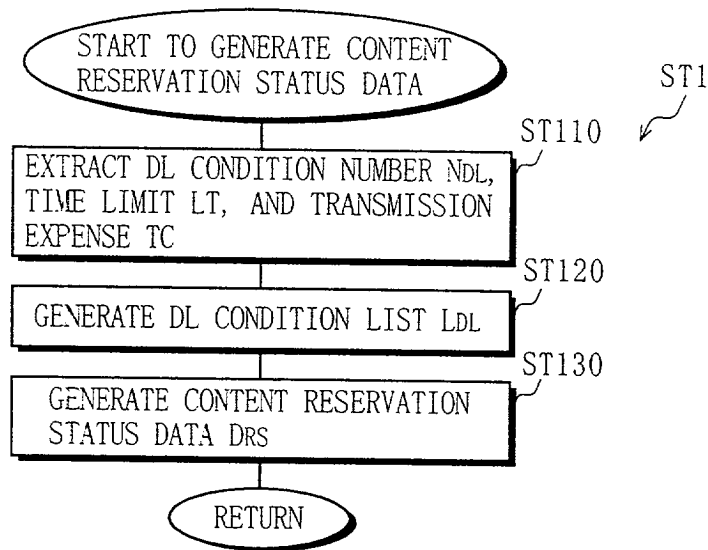 START TO GENERATE CONTENT
RESERVATION STATUS DATA
ST1
ST110
EXTRACT DL CONDITION NUMBER NDL,
TIME LIMIT LT, AND TRANSMISSION
EXPENSE TC
ST120
GENERATE DL CONDITION LIST LDL
ST130
GENERATE CONTENT RESERVATION
STATUS DATA DRS
RETURN